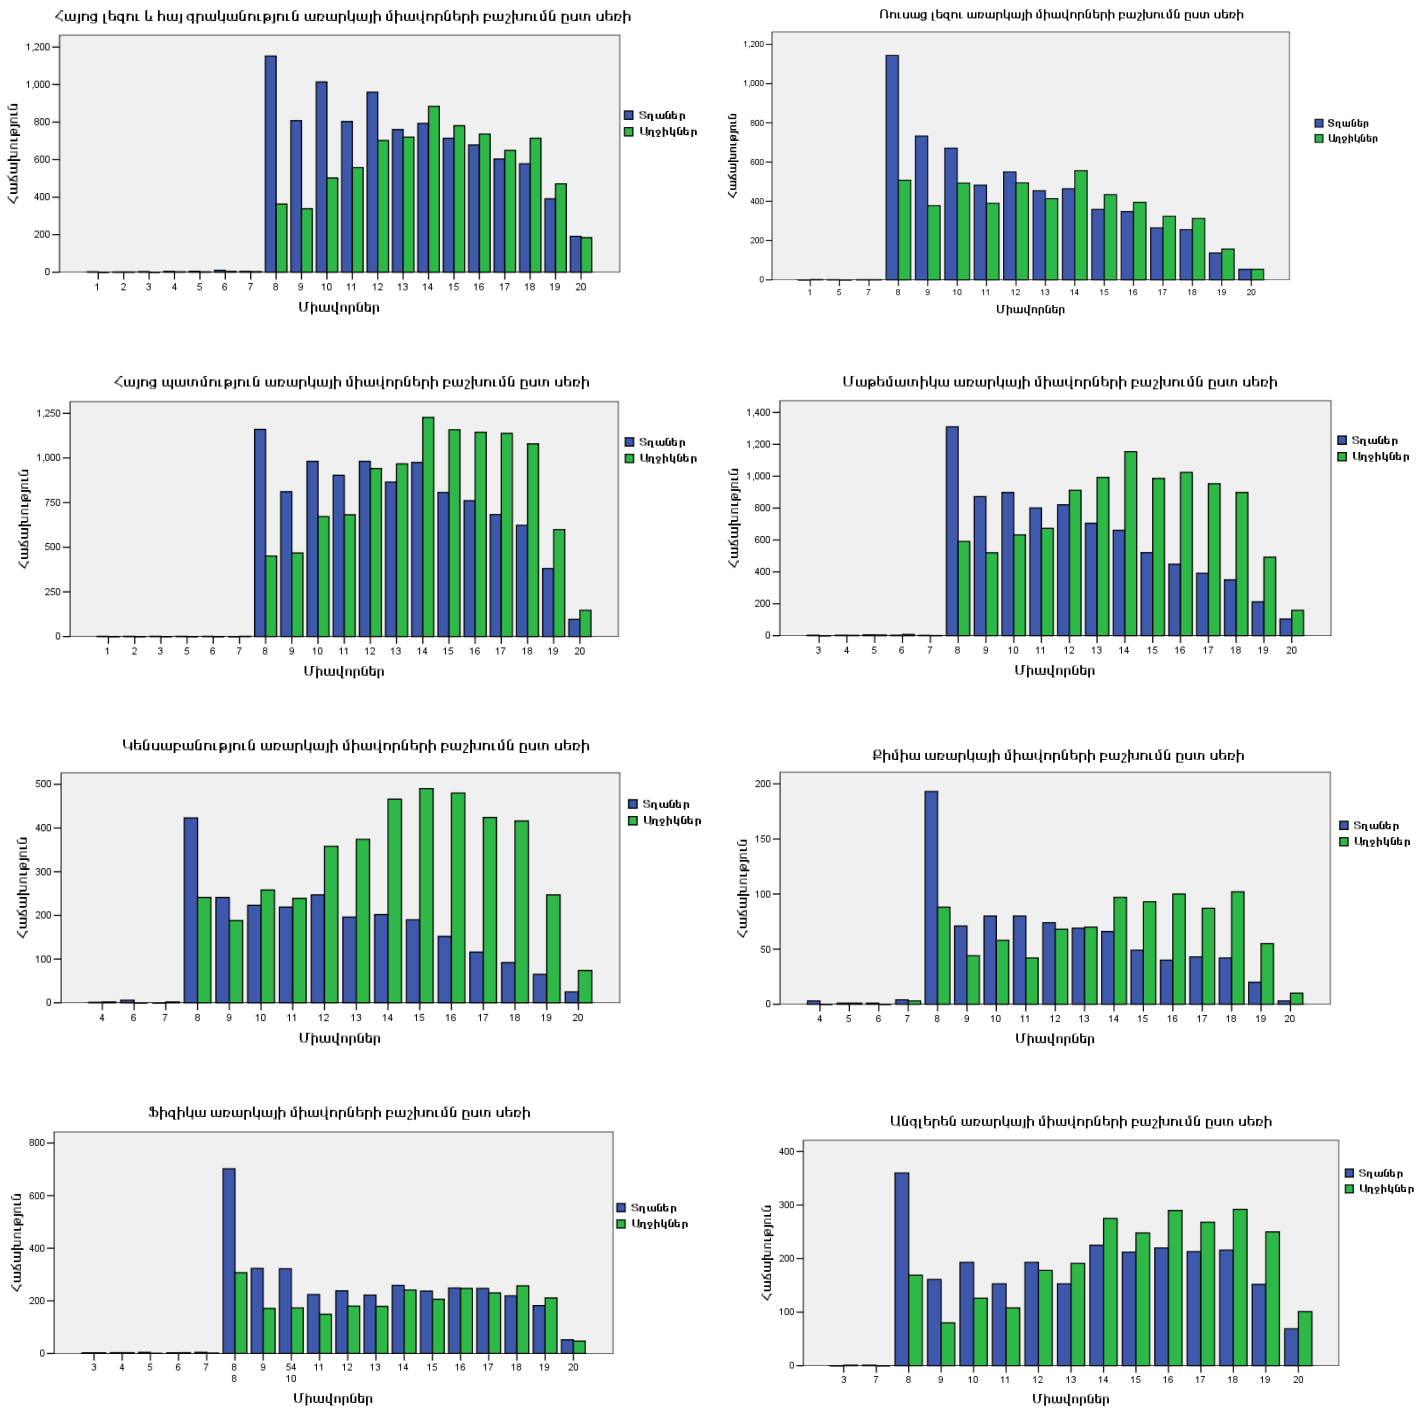 Հայոց լեզու և հայ գրականություն առարկայի միավորների բաշխումն ըստ սեռի
1,200
1,000
800
600
400
200
0
Հաճախություն
1 2 3 4 5 6 7 8 9 10 11 12 13 14 15 16 17 18 19 20
Միավորներ
Տղաներ
Աղջիկներ
Ռուսաց լեզու առարկայի միավորների բաշխումն ըստ սեռի
1,200
1,000
800
600
400
200
0
Հաճախություն
1 5 7 8 9 10 11 12 13 14 15 16 17 18 19 20
Միավորներ
Տղաներ
Աղջիկներ
Հայոց պատմություն առարկայի միավորների բաշխումն ըստ սեռի
1,250
1,000
750
500
250
0
Հաճախություն
1 2 3 5 6 7 8 9 10 11 12 13 14 15 16 17 18 19 20
Միավորներ
Տղաներ
Աղջիկներ
Մաթեմատիկա առարկայի միավորների բաշխումն ըստ սեռի
1,400
1,200
1,000
800
600
400
200
0
Հաճախություն
3 4 5 6 7 8 9 10 11 12 13 14 15 16 17 18 19 20
Միավորներ
Տղաներ
Աղջիկներ
Կենսաբանություն առարկայի միավորների բաշխումն ըստ սեռի
500
400
300
200
100
0
Հաճախություն
4 6 7 8 9 10 11 12 13 14 15 16 17 18 19 20
Միավորներ
Տղաներ
Աղջիկներ
Քիմիա առարկայի միավորների բաշխումն ըստ սեռի
200
150
100
50
0
Հաճախություն
4 5 6 7 8 9 10 11 12 13 14 15 16 17 18 19 20
Միավորներ
Տղաներ
Աղջիկներ
Ֆիզիկա առարկայի միավորների բաշխումն ըստ սեռի
800
600
400
200
0
Հաճախություն
3 4 5 6 7 8 9 54 11 12 13 14 15 16 17 18 19 20
8 10
Միավորներ
Տղաներ
Աղջիկներ
Անգլերեն առարկայի միավորների բաշխումն ըստ սեռի
400
300
200
100
0
Հաճախություն
3 7 8 9 10 11 12 13 14 15 16 17 18 19 20
Միավորներ
Տղաներ
Աղջիկներ